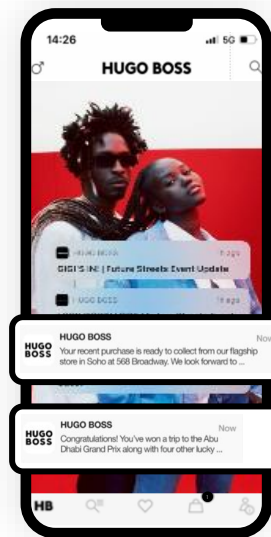 14:26
5G
HUGO BOSS
HUGO BOSS
1h ago
GIGI'S IN! | Future Streets Event Update
HUGO BOSS
1h ago
HUGO BOSS
HUGO BOSS
Now
Your recent purchase is ready to collect from our flagship
store in Soho at 568 Broadway. We look forward to ...
HUGO BOSS
HUGO BOSS
Now
Congratulations! You've won a trip to the Abu
Dhabi Grand Prix along with four other lucky ...
HB
1